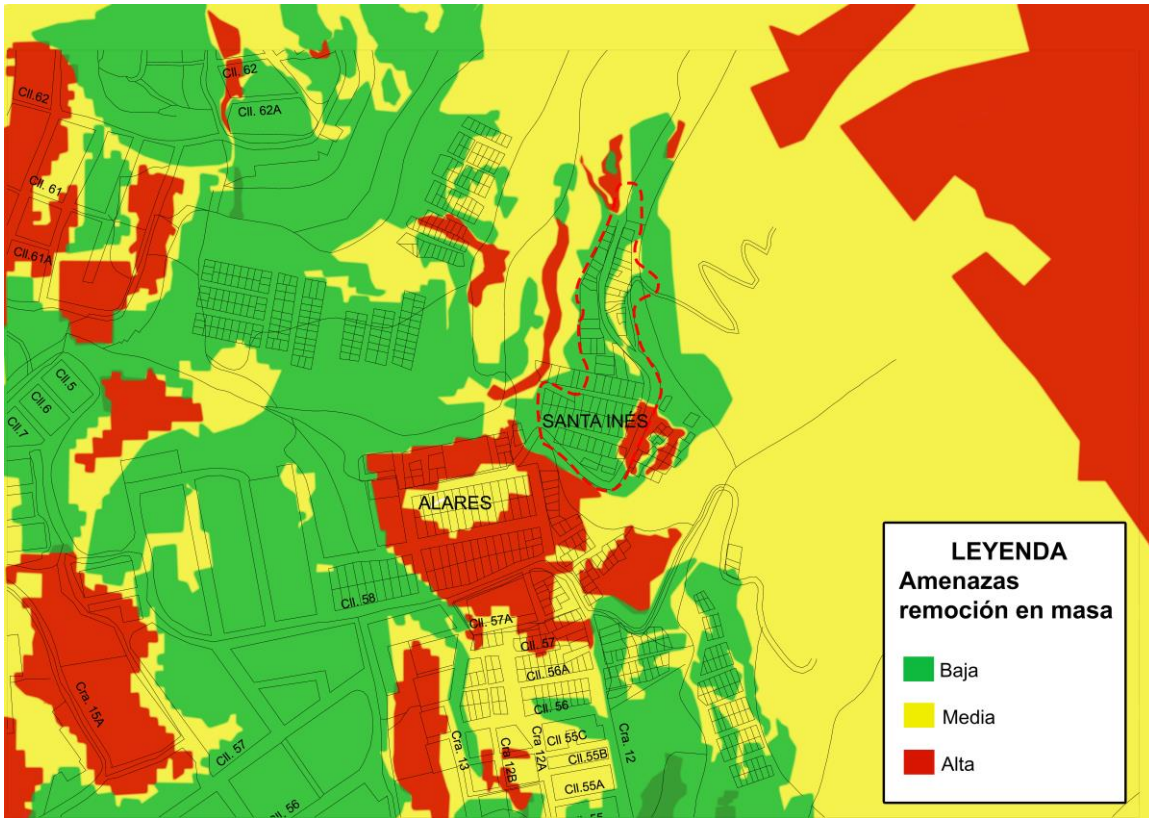 Cll. 62
Cll. 62A
Cll.62
Cll. 61
Cll.61A
Cll.5
Cll.6
Cll.7
SANTA INES
ALARES
Cll. 58
Cll. 57A
Cll. 57
Cll. 56A
Cll. 56
Cll 55C
Cll.55B
Cll.55A
Cra. 13
Cra. 12B
Cra. 12A
Cra. 12
Cra. 15A
Cll. 57
Cll. 56
LEYENDA
Amenazas
remoción en masa
Baja
Media
Alta